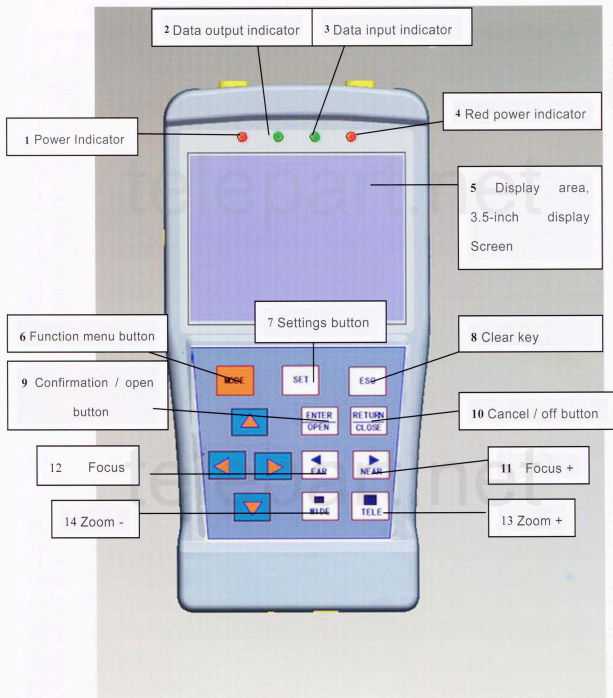 2 Data output indicator
3 Data input indicator
1 Power Indicator
4 Red power indicator
telepart.net
5 Display area,
3.5-inch display
Screen
6 Function menu button
7 Settings button
8 Clear key
MODE
SET
ESC
9 Confirmation / open
button
ENTER
OPEN
RETURN
CLOSE
10 Cancel / off button
12 Focus
EAR
NEAR
11 Focus +
telepart.net
14 Zoom -
WIDE
TELE
13 Zoom +